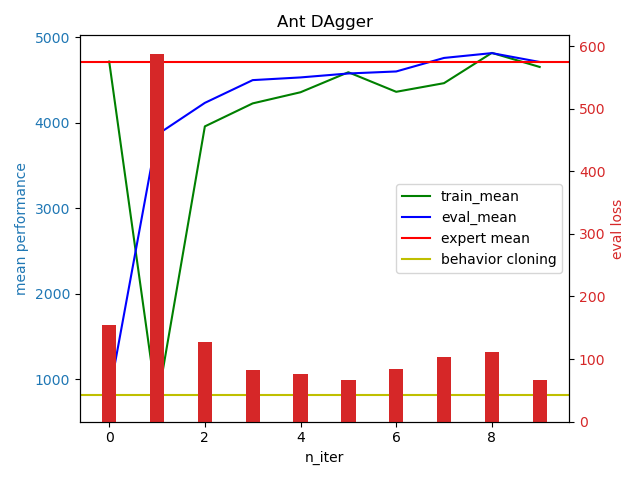 Ant DAgger
5000
4000
3000
2000
1000
mean performance
600
500
400
300
200
100
0
eval loss
train_mean
eval_mean
expert mean
behavior cloning
0
2
4
6
8
n_iter